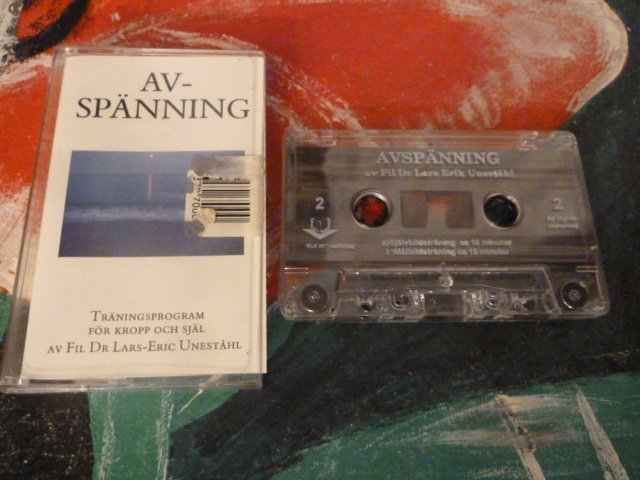 AV-
SPÄNNING
TRÄNINGSPROGRAM
FÖR KROPP OCH SJÄL
AV FIL DR LARS-ERIC UNESTÅHL
AVSPÄNNING
av Fil Dr Lars Erik Uneståhl
2
2
a)Självbildsträning ca 15 minuter
Målbildsträning ca 15 minuter